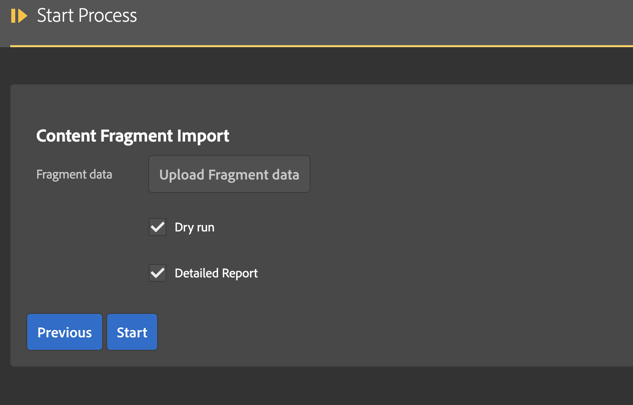 Start Process
Content Fragment Import
Fragment data
Upload Fragment data
Dry run
Detailed Report
Previous
Start